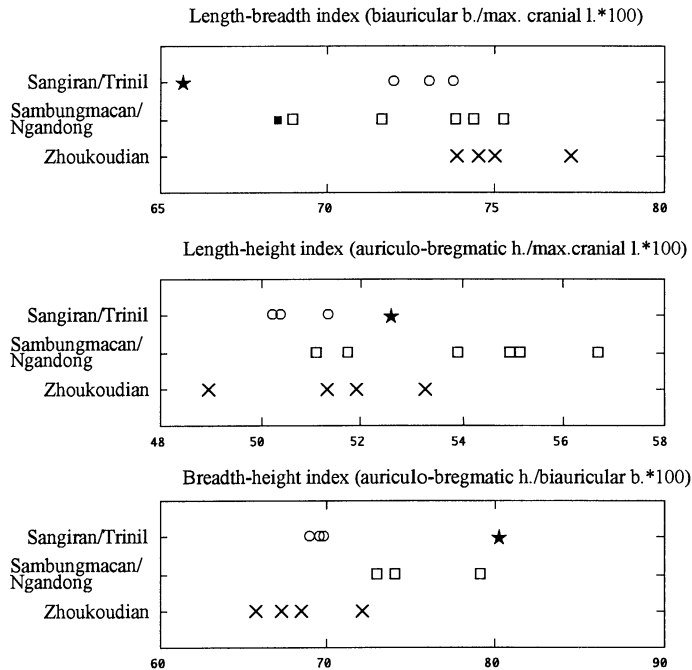 Length-breadth index (biauricular b./max. cranial l.*100)
Sangiran/Trinil
Sambungmacan/
Ngandong
Zhoukoudian
65 70 75 80
Length-height index (auriculo-bregmatic h./max.cranial l.*100)
Sangiran/Trinil
Sambungmacan/
Ngandong
Zhoukoudian
48 50 52 54 56 58
Breadth-height index (auriculo-bregmatic h./biauricular b.*100)
Sangiran/Trinil
Sambungmacan/
Ngandong
Zhoukoudian
60 70 80 90